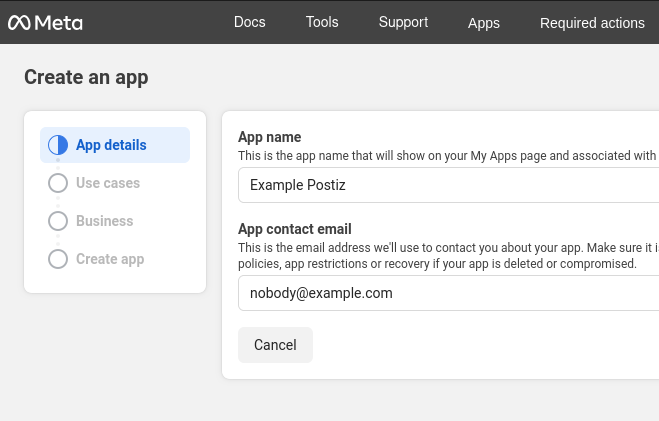 Meta Docs Tools Support Apps Required actions
Create an app
App details
Use cases
Business
Create app
App name
This is the app name that will show on your My Apps page and associated with
Example Postiz
App contact email
This is the email address we'll use to contact you about your app. Make sure it i
policies, app restrictions or recovery if your app is deleted or compromised.
nobody@example.com
Cancel